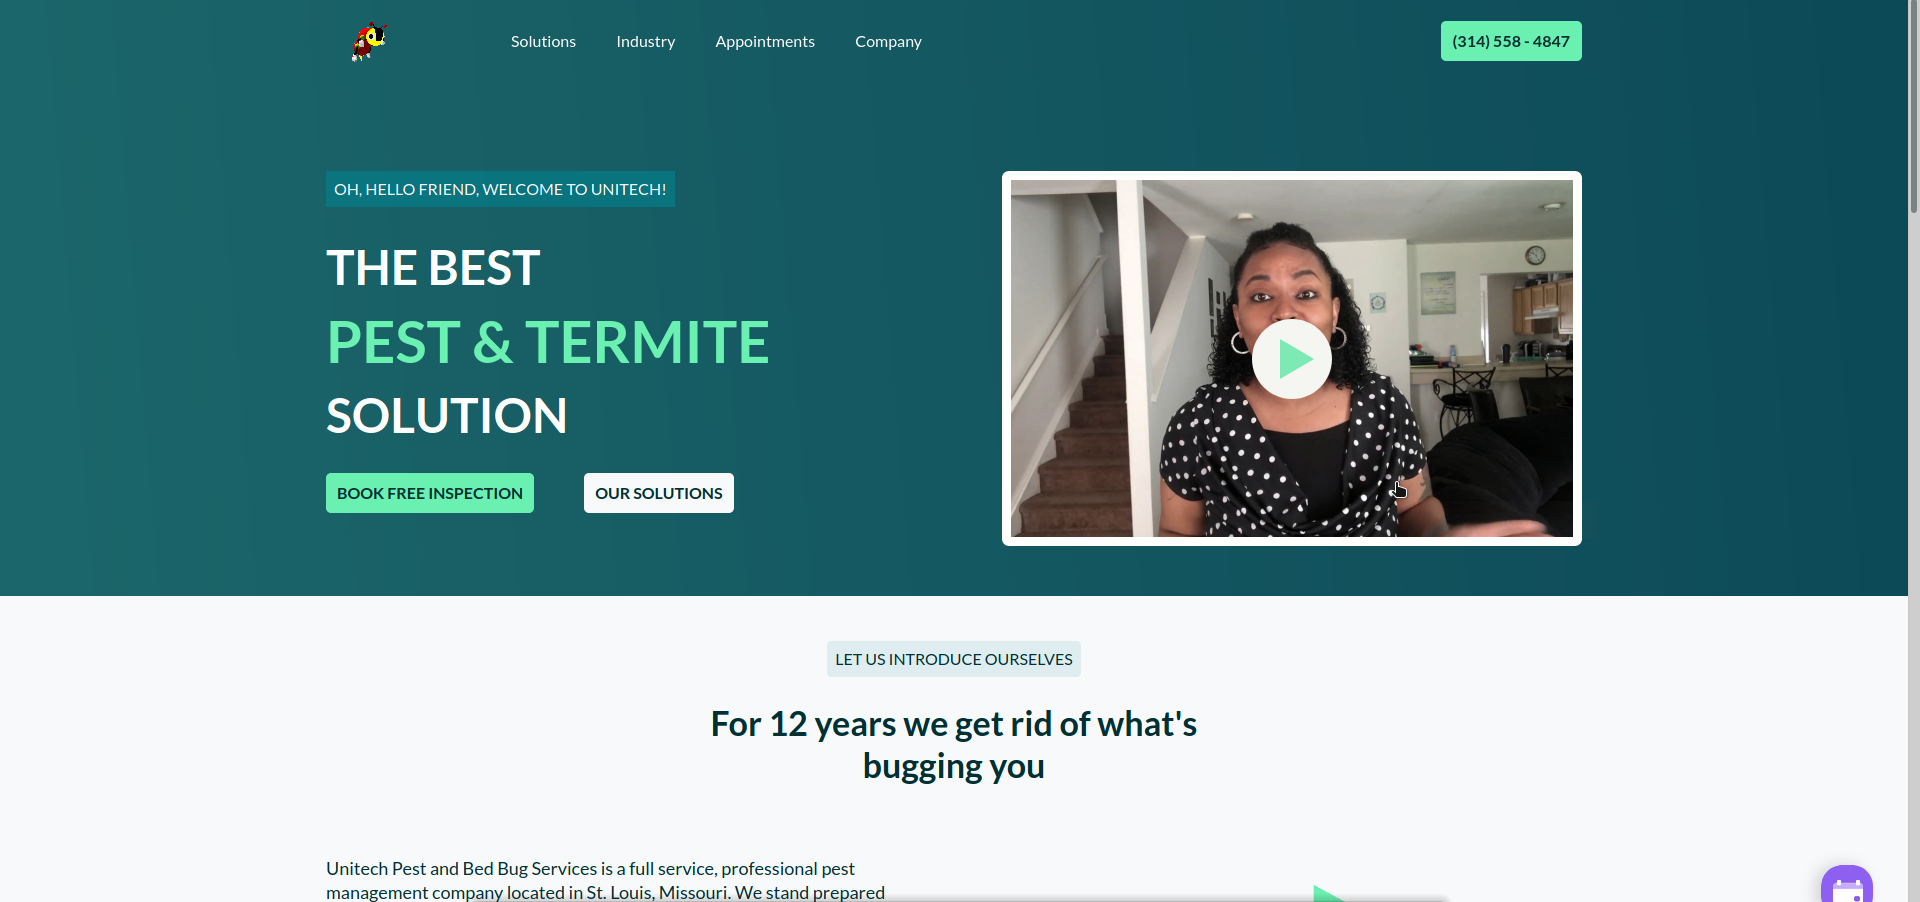 Solutions Industry Appointments Company (314) 558 - 4847
OH, HELLO FRIEND, WELCOME TO UNITECH!
THE BEST
PEST & TERMITE
SOLUTION
BOOK FREE INSPECTION OUR SOLUTIONS
LET US INTRODUCE OURSELVES
For 12 years we get rid of what's
bugging you
Unitech Pest and Bed Bug Services is a full service, professional pest
management company located in St. Louis, Missouri. We stand prepared